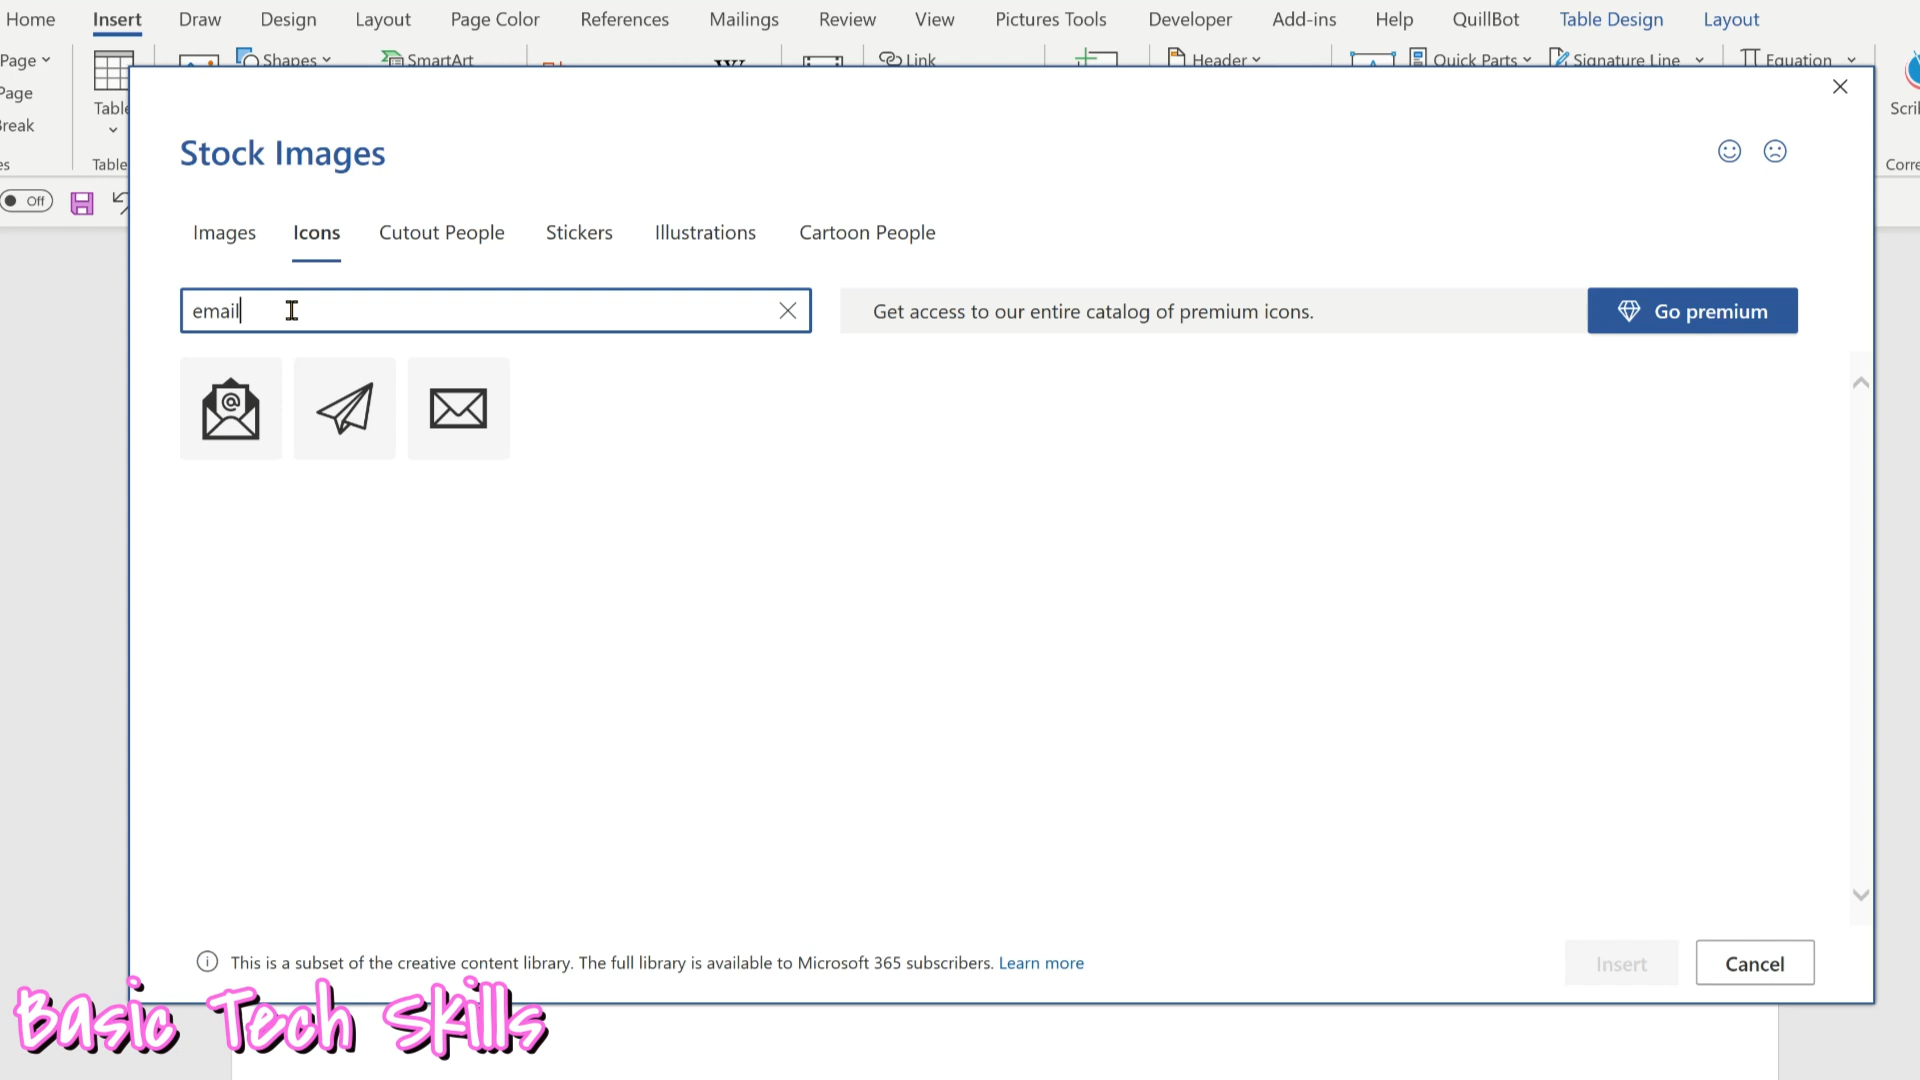 Home Insert Draw Design Layout Page Color References Mailings Review View Pictures Tools Developer Add-ins Help QuillBot Table Design Layout
Page Shapes SmartArt Link Header Quick Parts Signature Line Equation
Page
Break
Table
Table
Off
Stock Images
Images Icons Cutout People Stickers Illustrations Cartoon People
email
Get access to our entire catalog of premium icons. Go premium
@
This is a subset of the creative content library. The full library is available to Microsoft 365 subscribers. Learn more
Insert Cancel
Basic Tech Skills